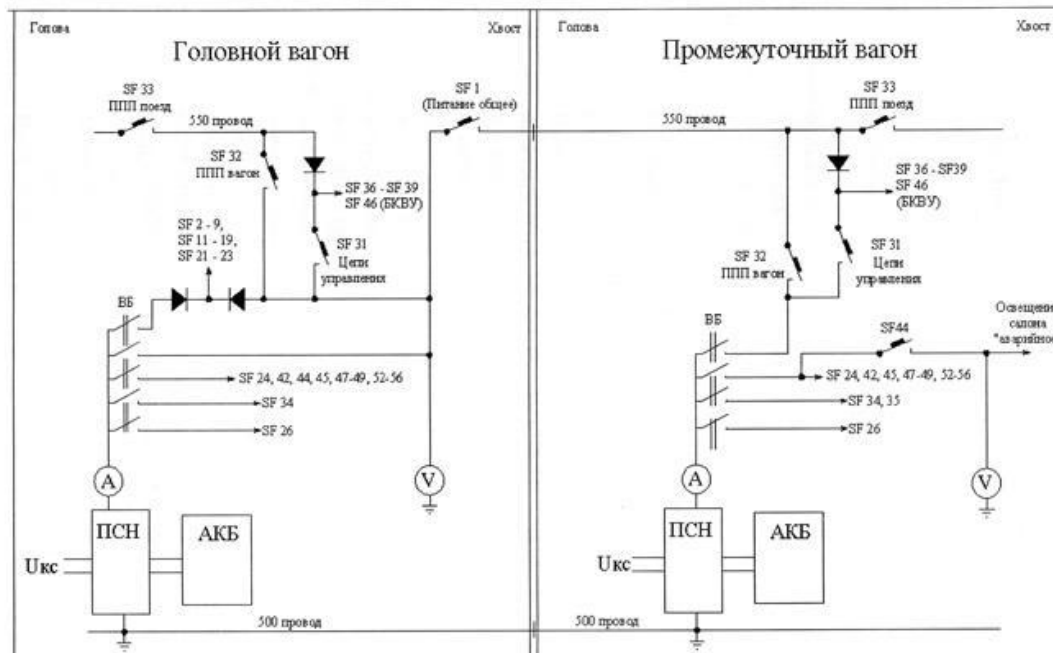 Голова
Хвост
Головной вагон
SF 33
ППП поезд
550 провод
SF 1
(Питание общее)
SF 32
ППП вагон
SF 36 - SF 39
SF 46 (БКВУ)
SF 2 - 9,
SF 11 - 19,
SF 21 - 23
SF 31
Цепи
управления
ВБ
SF 24, 42, 44, 45, 47-49, 52-56
SF 34
SF 26
A
V
ПСН
АКБ
Uкс
500 провод
Голова
Хвост
Промежуточный вагон
SF 33
ППП поезд
550 провод
SF 36 - SF39
SF 46
(БКВУ)
SF 32
ППП вагон
SF 31
Цепи
управления
ВБ
SF44
Освещени
салона
"аварийное
SF 24, 42, 45, 47-49, 52-56
SF 34, 35
SF 26
A
V
ПСН
АКБ
Uкс
500 провод